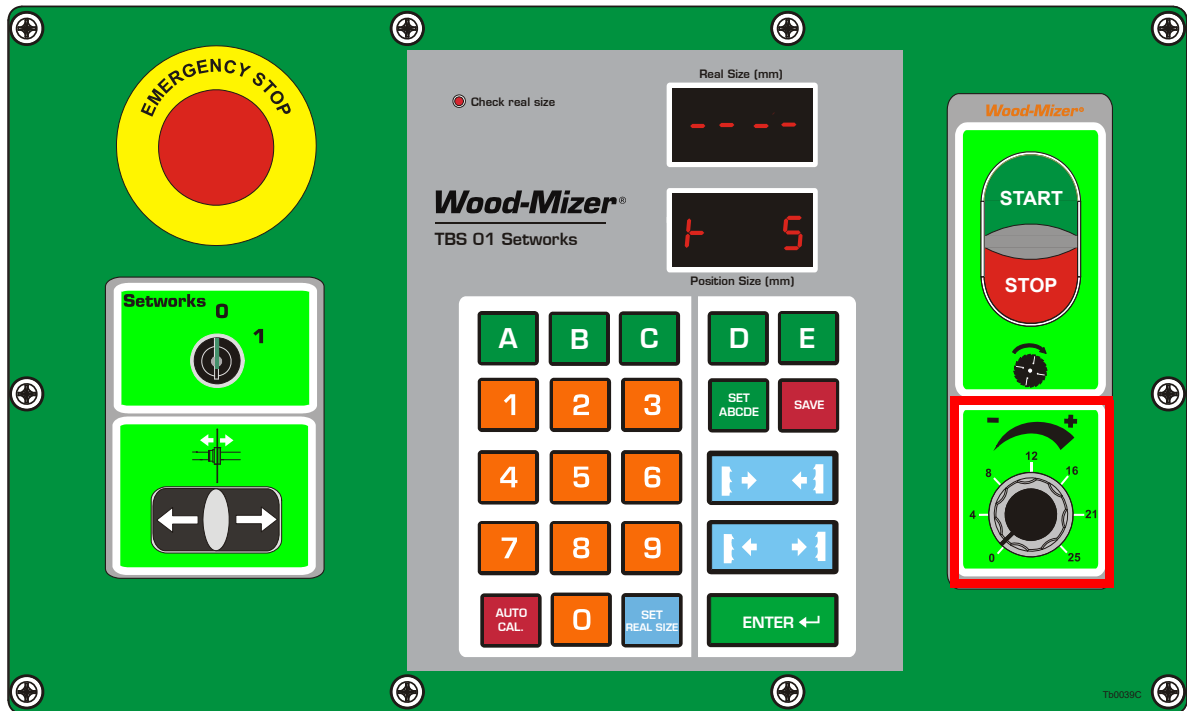 EMERGENCY STOP
Check real size
Real Size (mm)
- - - -
Wood-Mizer®
TBS 01 Setworks
5
Position Size (mm)
Setworks
0
1
A B C D E
1 2 3
SET
ABCDE
SAVE
4 5 6
7 8 9
AUTO
CAL.
0
SET
REAL SIZE
ENTER
Wood-Mizer®
START
STOP
- +
0 4 8 12 16 21 25
Tb0039C